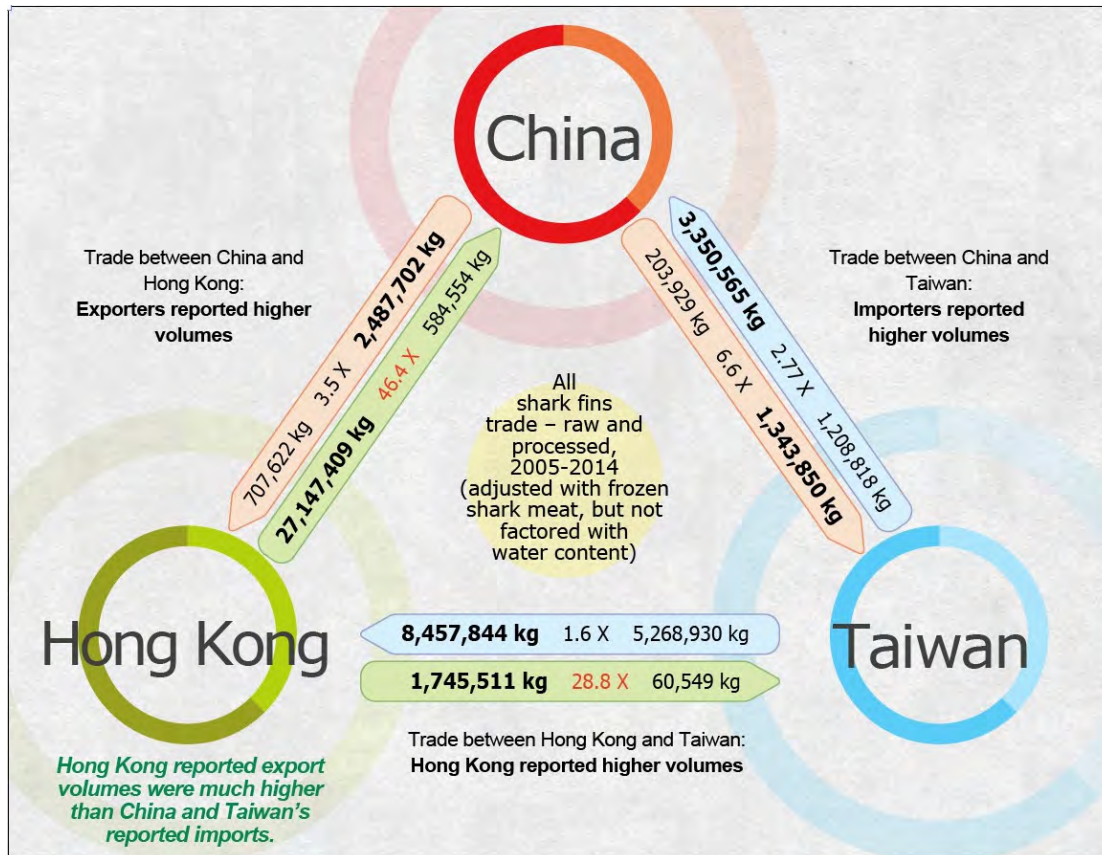 China
Trade between China and
Hong Kong:
Exporters reported higher
volumes
707,622 kg 3.5 X 2,487,702 kg
27,147,409 kg 46.4 X 584,554 kg
3,350,565 kg 2.77 X 1,208,818 kg
203,929 kg 6.6 X 1,343,850 kg
Trade between China and
Taiwan:
Importers reported
higher volumes
All
shark fins
trade – raw and
processed,
2005-2014
(adjusted with frozen
shark meat, but not
factored with
water content)
Hong Kong
8,457,844 kg 1.6 X 5,268,930 kg
1,745,511 kg 28.8 X 60,549 kg
Taiwan
Trade between Hong Kong and Taiwan:
Hong Kong reported higher volumes
Hong Kong reported export
volumes were much higher
than China and Taiwan's
reported imports.